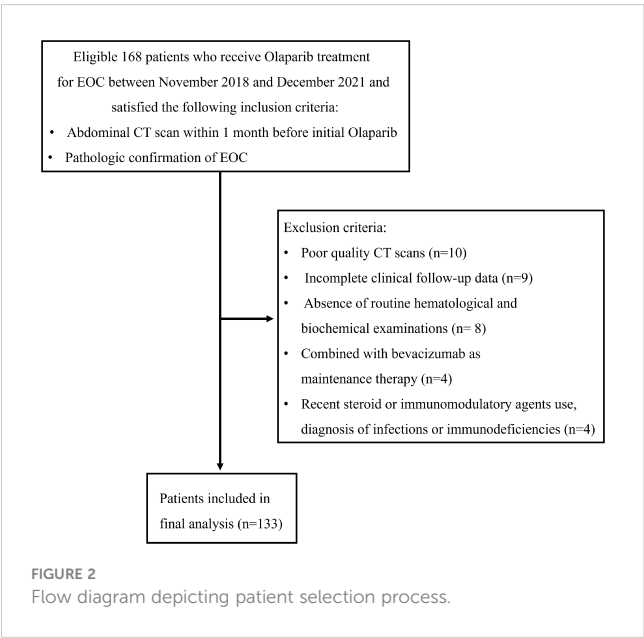 Eligible 168 patients who receive Olaparib treatment
for EOC between November 2018 and December 2021 and
satisfied the following inclusion criteria:
• Abdominal CT scan within 1 month before initial Olaparib
• Pathologic confirmation of EOC
Exclusion criteria:
• Poor quality CT scans (n=10)
• Incomplete clinical follow-up data (n=9)
• Absence of routine hematological and
biochemical examinations (n= 8)
• Combined with bevacizumab as
maintenance therapy (n=4)
• Recent steroid or immunomodulatory agents use,
diagnosis of infections or immunodeficiencies (n=4)
Patients included in
final analysis (n=133)
FIGURE 2
Flow diagram depicting patient selection process.